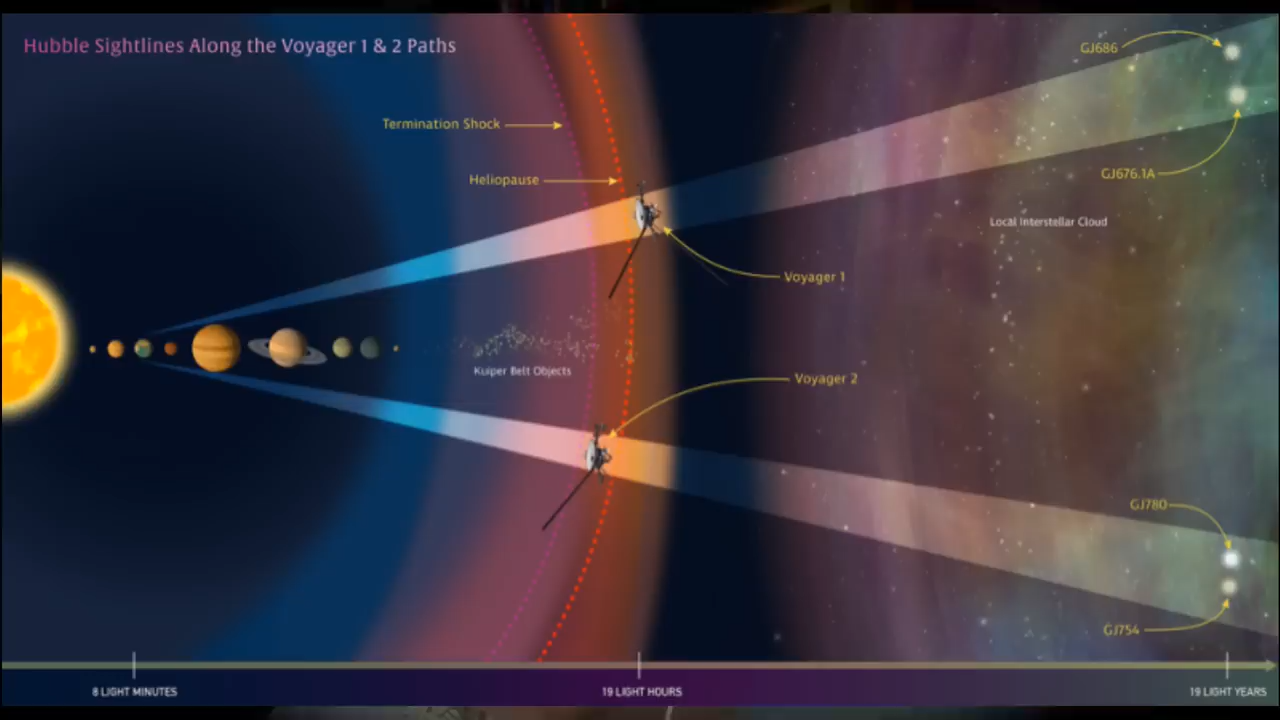 Hubble Sightlines Along the Voyager 1 & 2 Paths
GJ686
Termination Shock
Heliopause
GJ676.1A
Local Interstellar Cloud
Voyager 1
Kuiper Belt Objects
Voyager 2
GJ780
GJ754
8 LIGHT MINUTES
19 LIGHT HOURS
19 LIGHT YEARS